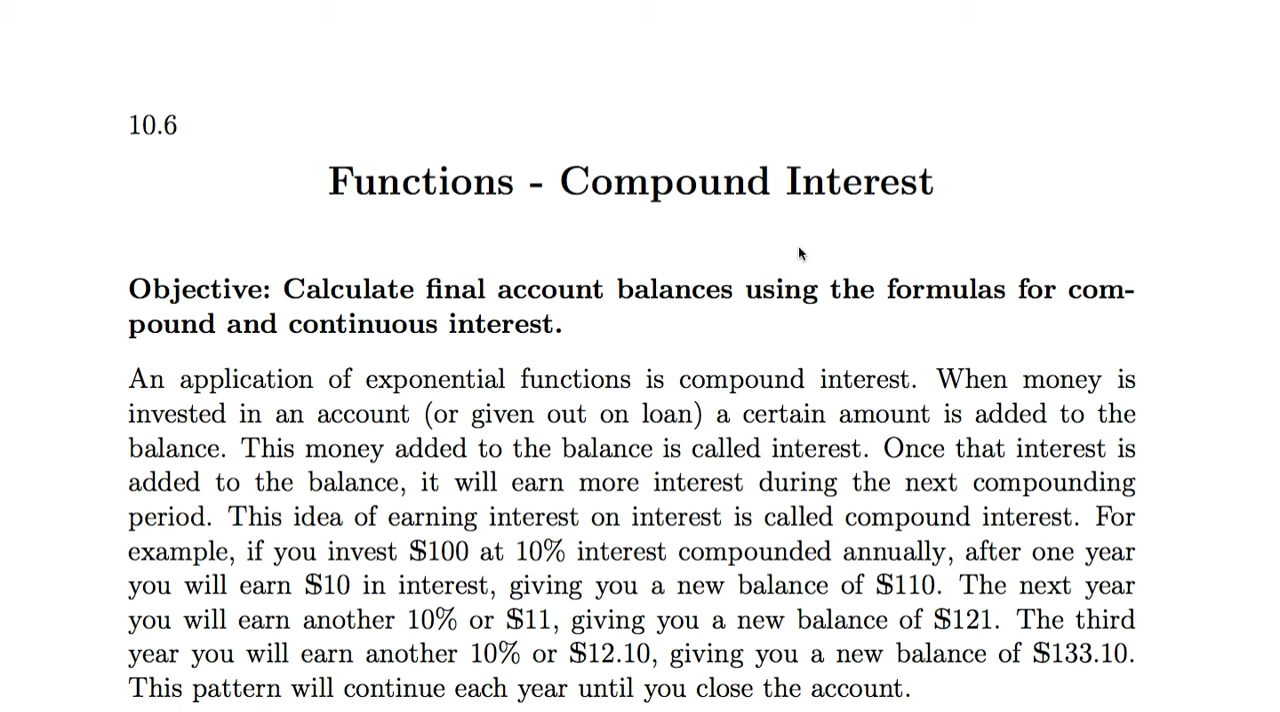 10.6
Functions - Compound Interest
Objective: Calculate final account balances using the formulas for com-
pound and continuous interest.
An application of exponential functions is compound interest. When money is
invested in an account (or given out on loan) a certain amount is added to the
balance. This money added to the balance is called interest. Once that interest is
added to the balance, it will earn more interest during the next compounding
period. This idea of earning interest on interest is called compound interest. For
example, if you invest $100 at 10% interest compounded annually, after one year
you will earn $10 in interest, giving you a new balance of $110. The next year
you will earn another 10% or $11, giving you a new balance of $121. The third
year you will earn another 10% or $12.10, giving you a new balance of $133.10.
This pattern will continue each year until you close the account.